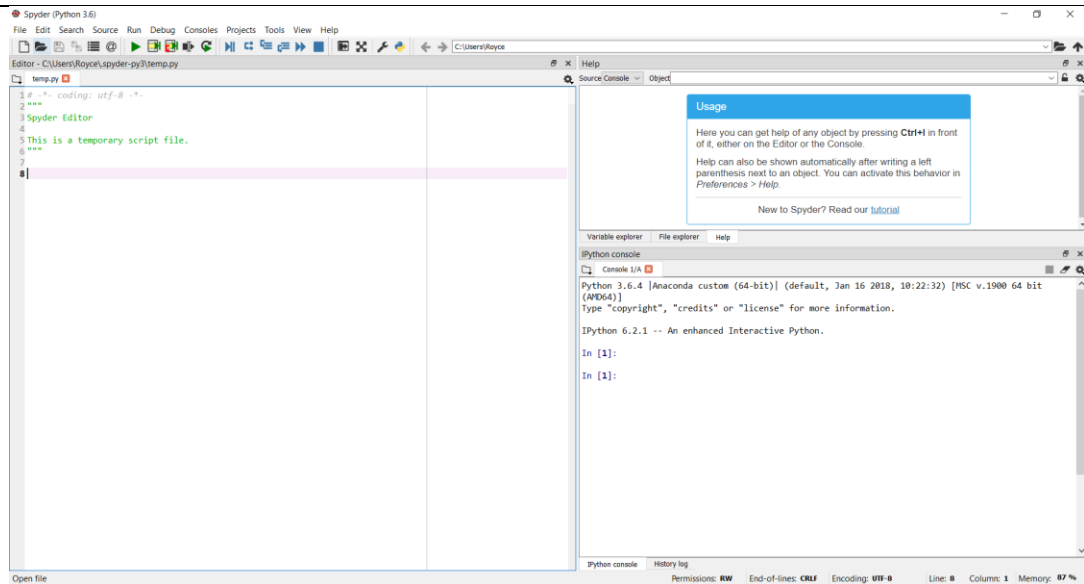 Spyder (Python 3.6)
File Edit Search Source Run Debug Consoles Projects Tools View Help
C:\Users\Royce
Editor - C:\Users\Royce\.spyder-py3\temp.py
temp.py
1 # -*- coding: utf-8 -*-
2 """
3 Spyder Editor
4
5 This is a temporary script file.
6 """
7
8
Help
Source Console Object
Usage
Here you can get help of any object by pressing Ctrl+I in front
of it, either on the Editor or the Console.
Help can also be shown automatically after writing a left
parenthesis next to an object. You can activate this behavior in
Preferences > Help.
New to Spyder? Read our tutorial
Variable explorer File explorer Help
IPython console
Console 1/A
Python 3.6.4 |Anaconda custom (64-bit)| (default, Jan 16 2018, 10:22:32) [MSC v.1900 64 bit
(AMD64)]
Type "copyright", "credits" or "license" for more information.
IPython 6.2.1 -- An enhanced Interactive Python.
In [1]:
In [1]:
IPython console History log
Open file Permissions: RW End-of-lines: CRLF Encoding: UTF-8 Line: 8 Column: 1 Memory: 87 %